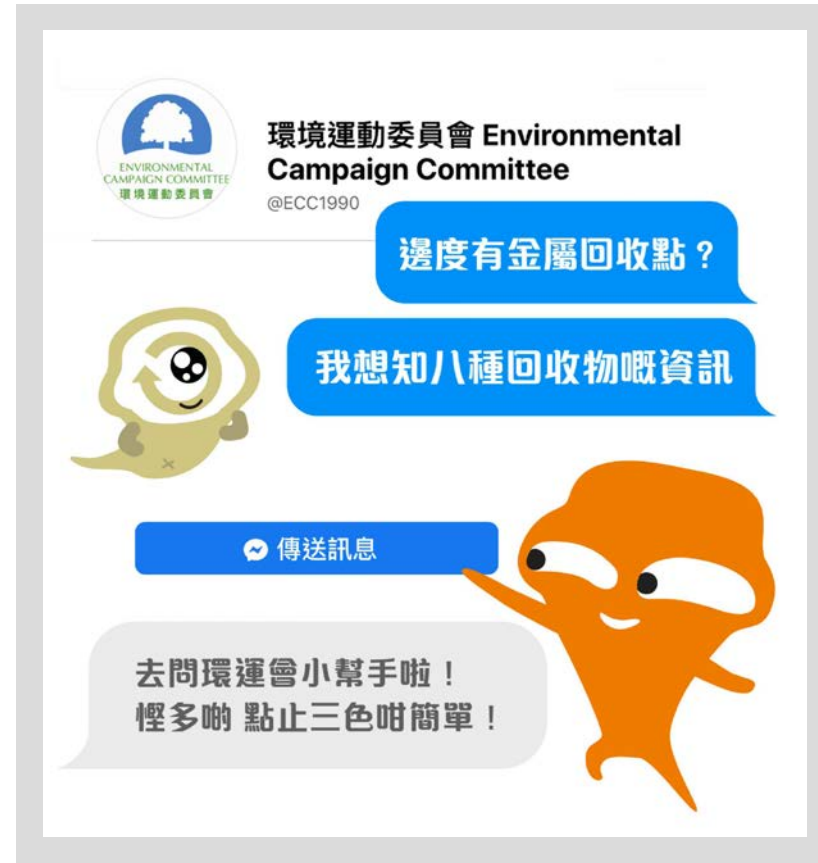 ENVIRONMENTAL
CAMPAIGN COMMITTEE
環境運動委員會
環境運動委員會 Environmental
Campaign Committee
@ECC1990
邊度有金屬回收點？
我想知八種回收物嘅資訊
傳送訊息
去問環運會小幫手啦！
慳多啲 點止三色咁簡單！